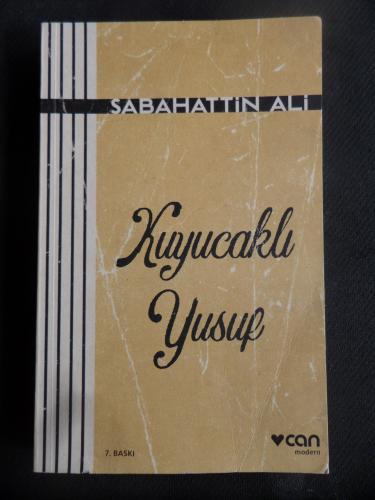 SABAHATTİN ALİ
Kuyucaklı
Yusuf
can
modern
7. BASKI